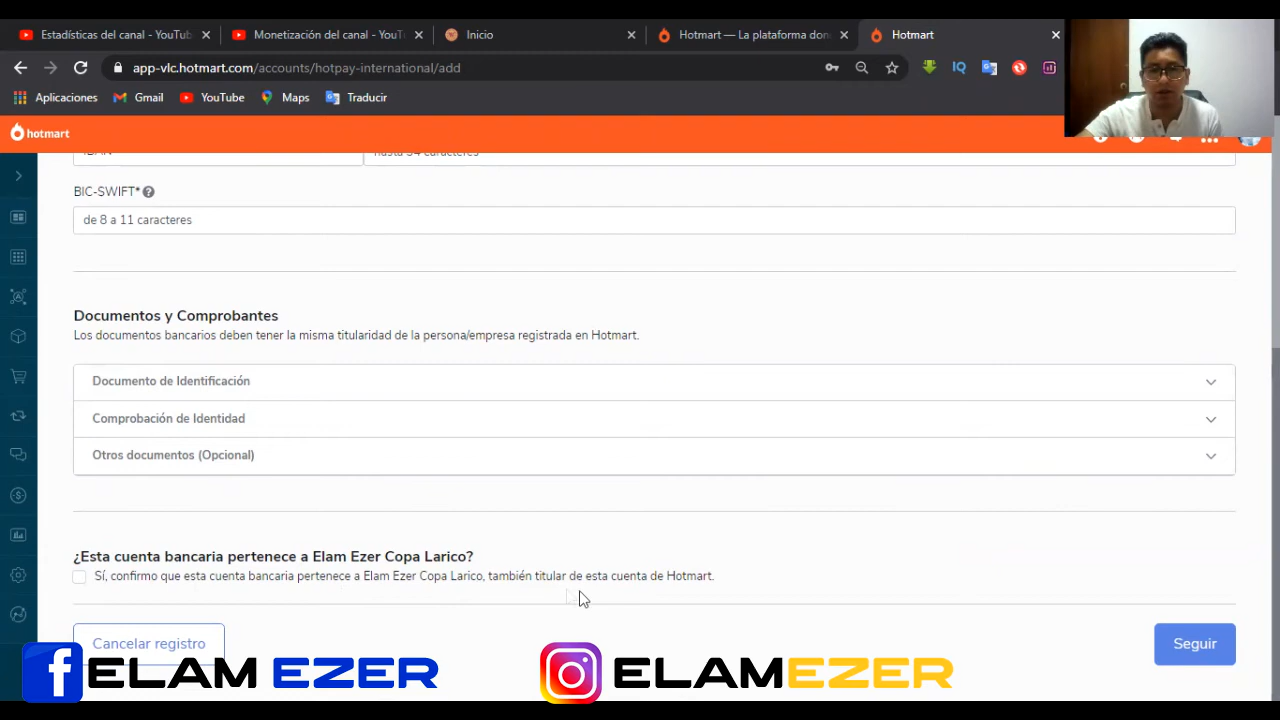 Estadísticas del canal - YouTub
Monetización del canal - YouT
Inicio
Hotmart — La plataforma don
Hotmart
app-vlc.hotmart.com/accounts/hotpay-international/add
Aplicaciones
Gmail
YouTube
Maps
Traducir
hotmart
IBAN
hasta 34 caracteres
BIC-SWIFT*
de 8 a 11 caracteres
Documentos y Comprobantes
Los documentos bancarios deben tener la misma titularidad de la persona/empresa registrada en Hotmart.
Documento de Identificación
Comprobación de Identidad
Otros documentos (Opcional)
¿Esta cuenta bancaria pertenece a Elam Ezer Copa Larico?
Sí, confirmo que esta cuenta bancaria pertenece a Elam Ezer Copa Larico, también titular de esta cuenta de Hotmart.
Cancelar registro
Seguir
ELAM EZER
ELAMEZER